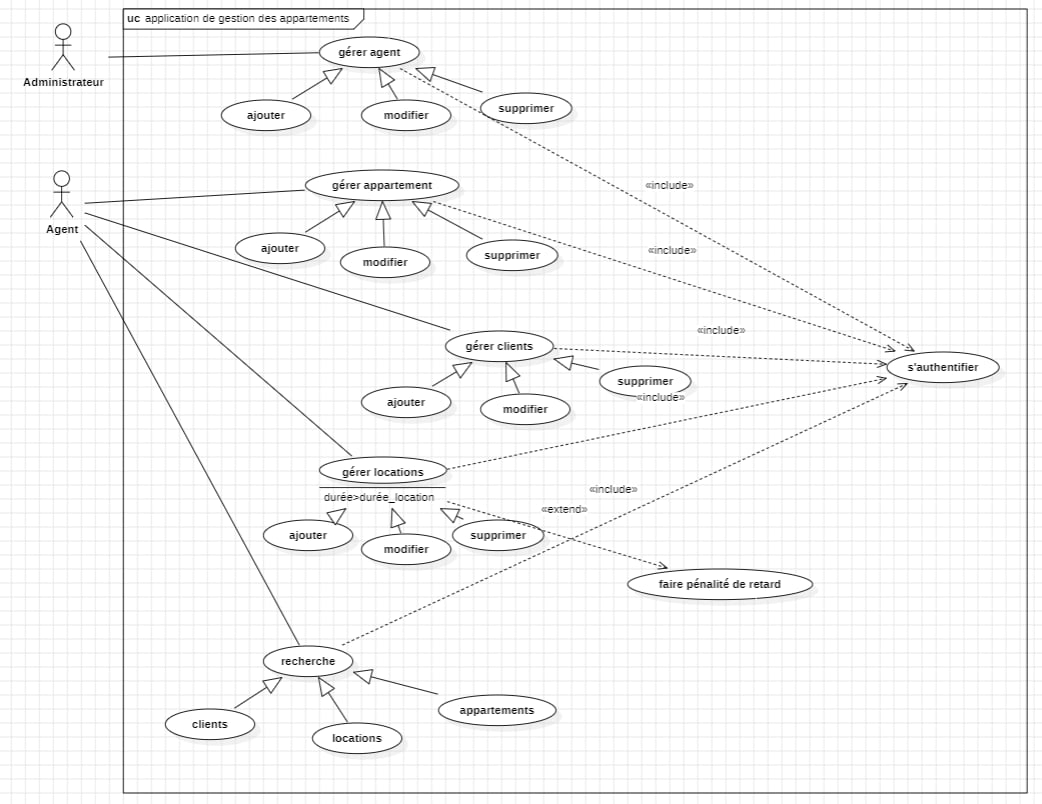 uc application de gestion des appartements
Administrateur
gérer agent
ajouter
modifier
supprimer
Agent
gérer appartement
«include»
ajouter
modifier
supprimer
«include»
«include»
gérer clients
s'authentifier
ajouter
modifier
supprimer
«include»
gérer locations
durée>durée_location
«include»
«extend»
ajouter
modifier
supprimer
faire pénalité de retard
recherche
clients
locations
appartements